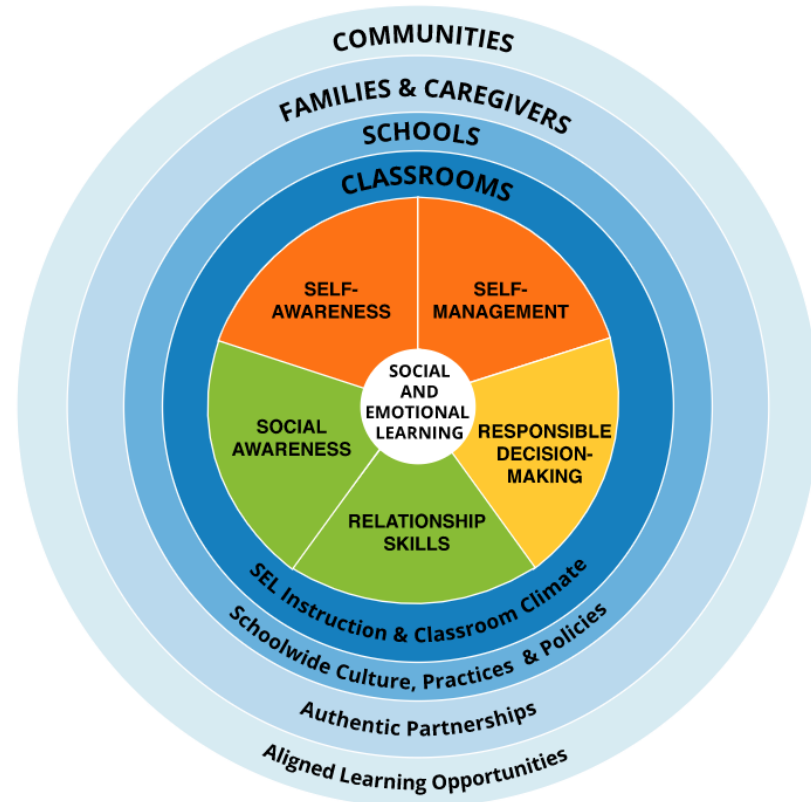 COMMUNITIES
FAMILIES & CAREGIVERS
SCHOOLS
CLASSROOMS
SELF-
AWARENESS
SELF-
MANAGEMENT
SOCIAL
AND
EMOTIONAL
LEARNING
SOCIAL
AWARENESS
RESPONSIBLE
DECISION-
MAKING
RELATIONSHIP
SKILLS
SEL Instruction & Classroom Climate
Schoolwide Culture, Practices & Policies
Authentic Partnerships
Aligned Learning Opportunities